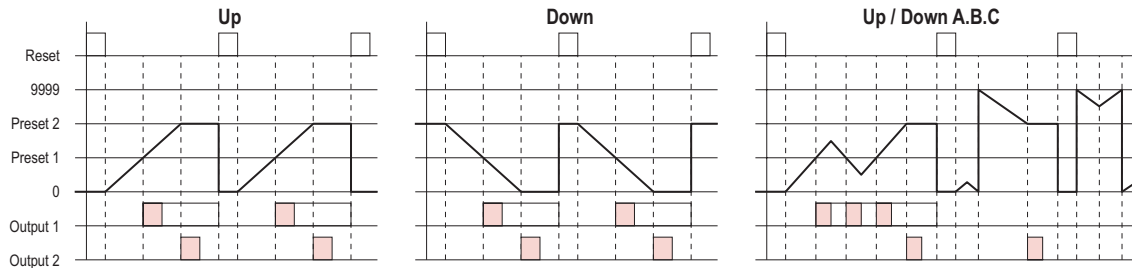 Up
Down
Up / Down A.B.C
Reset
9999
Preset 2
Preset 1
0
Output 1
Output 2